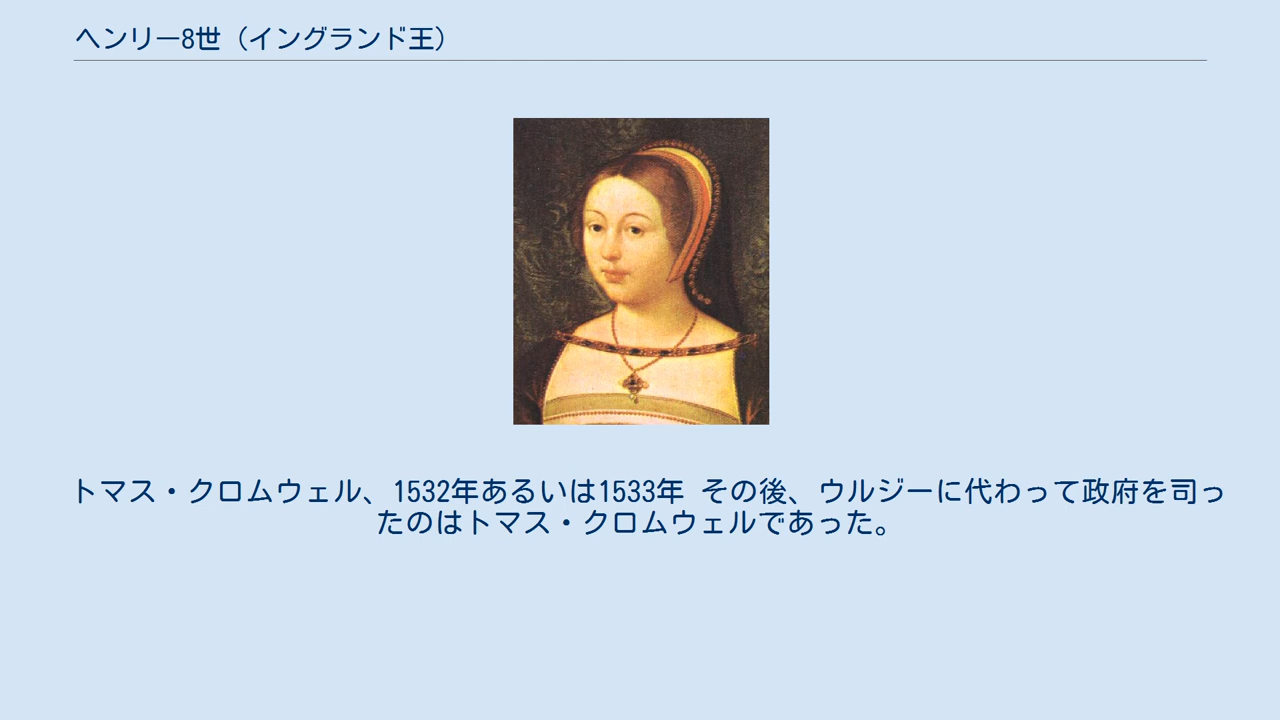 ヘンリー8世（イングランド王）
トマス・クロムウェル、1532年あるいは1533年 その後、ウルジーに代わって政府を司っ
たのはトマス・クロムウェルであった。